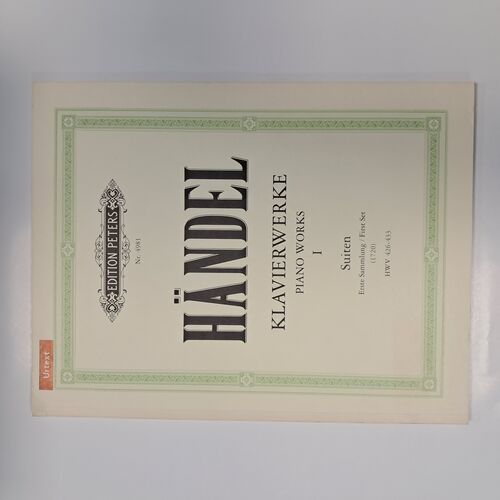 Urtext
EDITION PETERS
Nr. 4981
HÄNDEL
KLAVIERWERKE
PIANO WORKS
I
Suiten
Erste Sammlung / First Set
(1720)
HWV 426-433